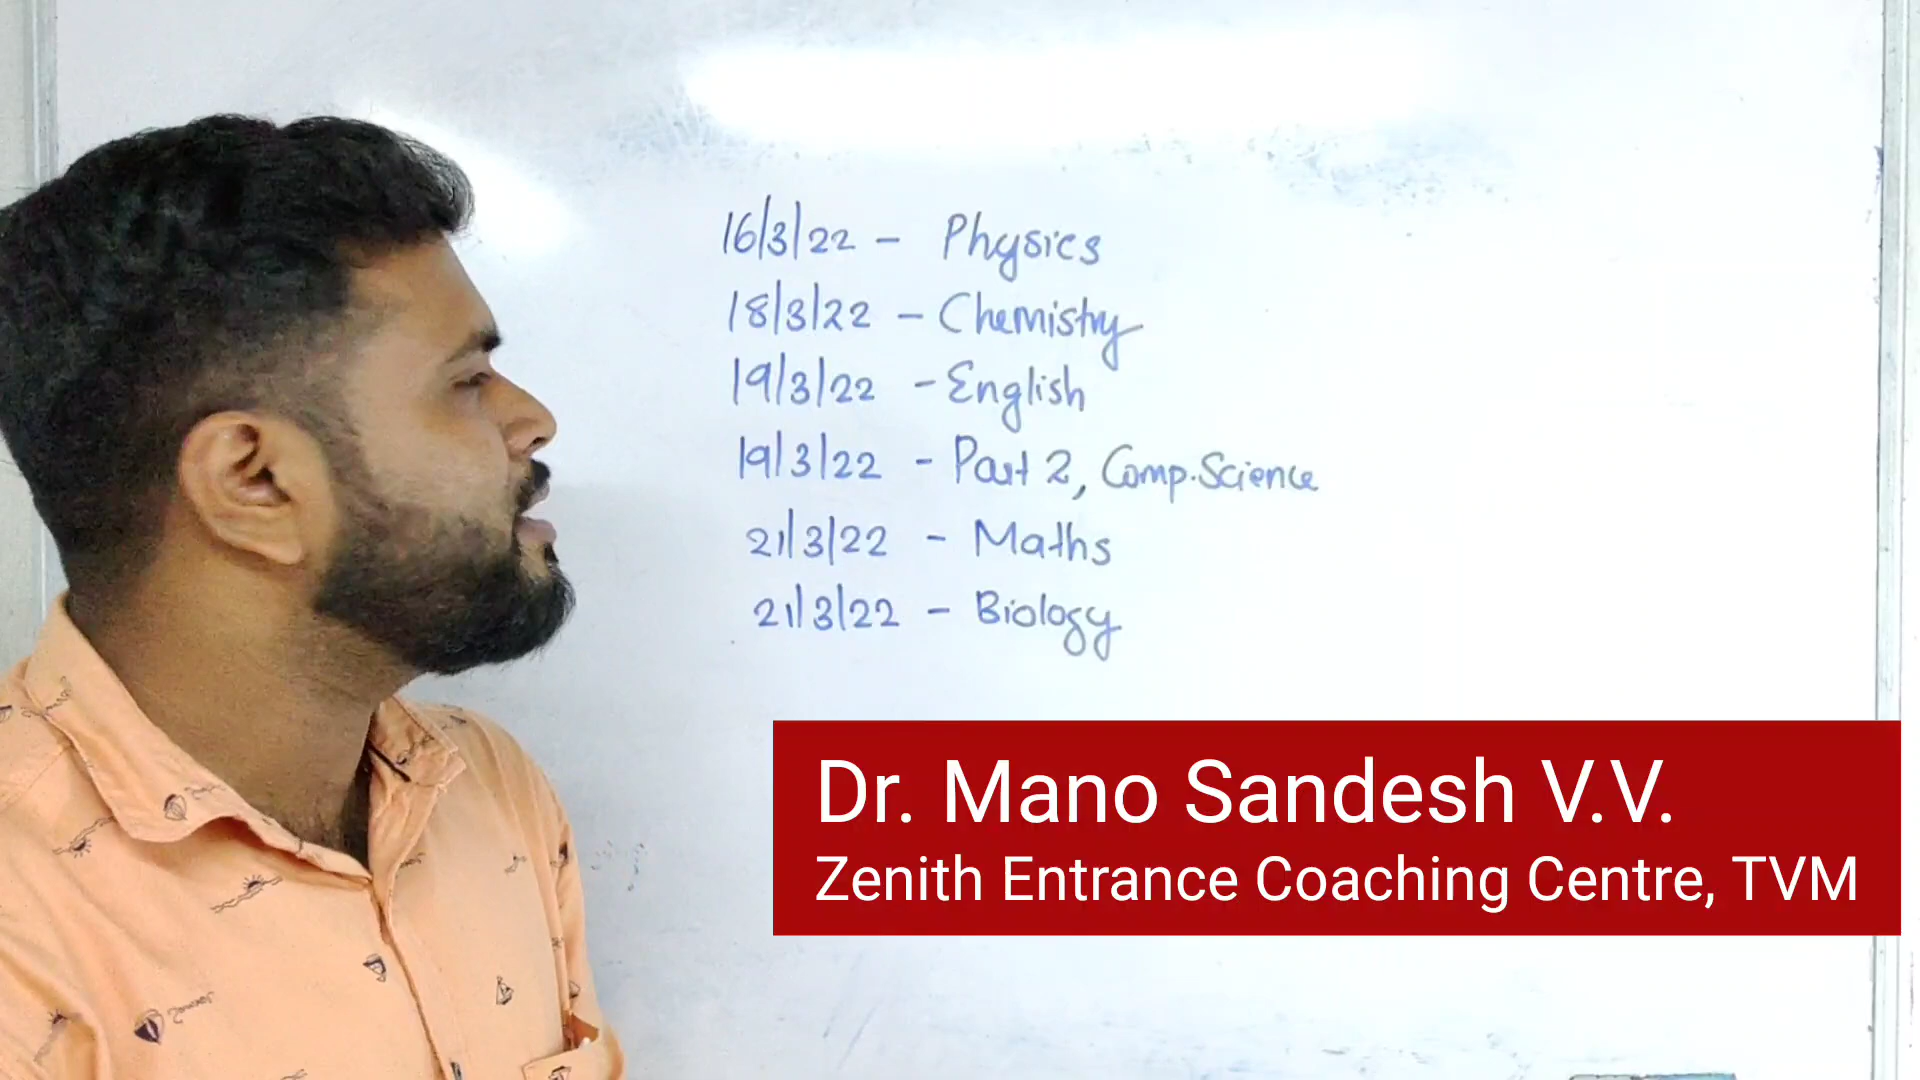 16/3/22 - Physics
18/3/22 - Chemistry
19/3/22 - English
19/3/22 - Part 2, Comp.Science
21/3/22 - Maths
21/3/22 - Biology
Dr. Mano Sandesh V.V.
Zenith Entrance Coaching Centre, TVM